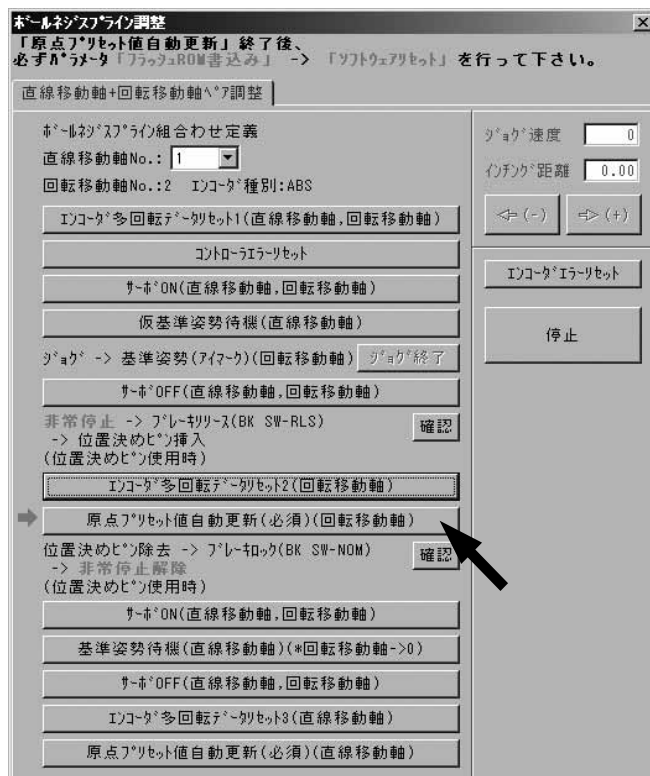 ﾎﾞｰﾙﾈｼﾞｽﾌﾟﾗｲﾝ調整
「原点ﾌﾟﾘｾｯﾄ値自動更新」終了後、
必ずﾊﾟﾗﾒｰﾀ「ﾌﾗｯｼｭROM書込み」 -> 「ｿﾌﾄｳｪｱﾘｾｯﾄ」を行って下さい。
直線移動軸+回転移動軸ﾍﾟｱ調整
ﾎﾞｰﾙﾈｼﾞｽﾌﾟﾗｲﾝ組合わせ定義
直線移動軸No.: 1
回転移動軸No.:2 ｴﾝｺｰﾀﾞ種別:ABS
ｴﾝｺｰﾀﾞ多回転ﾃﾞｰﾀﾘｾｯﾄ1(直線移動軸,回転移動軸)
ｺﾝﾄﾛｰﾗｴﾗｰﾘｾｯﾄ
ｻｰﾎﾞON(直線移動軸,回転移動軸)
仮基準姿勢待機(直線移動軸)
ｼﾞｮｸﾞ -> 基準姿勢(ｱｲﾏｰｸ)(回転移動軸) ｼﾞｮｸﾞ終了
ｻｰﾎﾞOFF(直線移動軸,回転移動軸)
非常停止 -> ﾌﾞﾚｰｷﾘﾘｰｽ(BK SW-RLS) 確認
-> 位置決めﾋﾟﾝ挿入
(位置決めﾋﾟﾝ使用時)
ｴﾝｺｰﾀﾞ多回転ﾃﾞｰﾀﾘｾｯﾄ2(回転移動軸)
原点ﾌﾟﾘｾｯﾄ値自動更新(必須)(回転移動軸)
位置決めﾋﾟﾝ除去 -> ﾌﾞﾚｰｷﾛｯｸ(BK SW-NOM) 確認
-> 非常停止解除
(位置決めﾋﾟﾝ使用時)
ｻｰﾎﾞON(直線移動軸,回転移動軸)
基準姿勢待機(直線移動軸)(*回転移動軸->0)
ｻｰﾎﾞOFF(直線移動軸,回転移動軸)
ｴﾝｺｰﾀﾞ多回転ﾃﾞｰﾀﾘｾｯﾄ3(直線移動軸)
原点ﾌﾟﾘｾｯﾄ値自動更新(必須)(直線移動軸)
ｼﾞｮｸﾞ速度 0
ｲﾝﾁﾝｸﾞ距離 0.00
(-) (+)
ｴﾝｺｰﾀﾞｴﾗｰﾘｾｯﾄ
停止